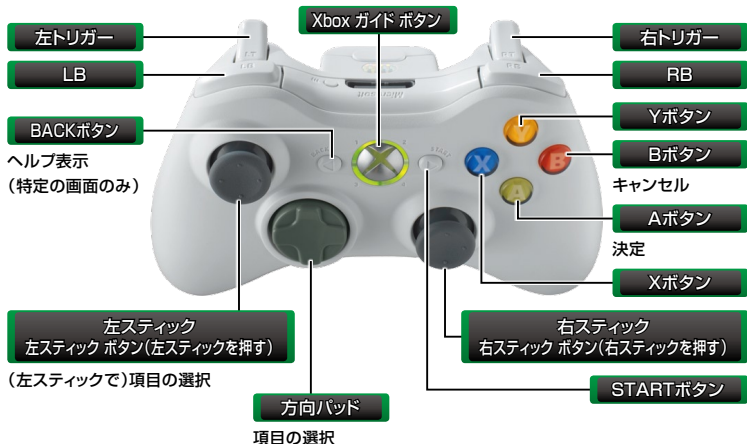 Xbox ガイド ボタン
左トリガー
右トリガー
LB
RB
BACKボタン
ヘルプ表示
（特定の画面のみ）
Yボタン
Bボタン
キャンセル
Aボタン
決定
Xボタン
左スティック
左スティック ボタン（左スティックを押す）
（左スティックで）項目の選択
右スティック
右スティック ボタン（右スティックを押す）
方向パッド
項目の選択
STARTボタン
LT
LB
RT
RB
Microsoft
BACK
START
Y
X
B
A